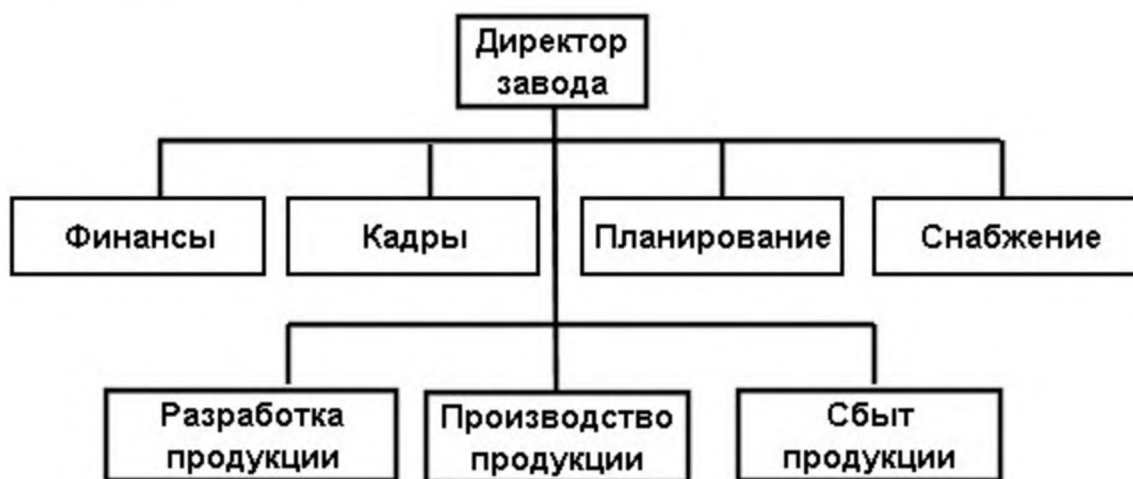 Директор
завода
Финансы
Кадры
Планирование
Снабжение
Разработка
продукции
Производство
продукции
Сбыт
продукции